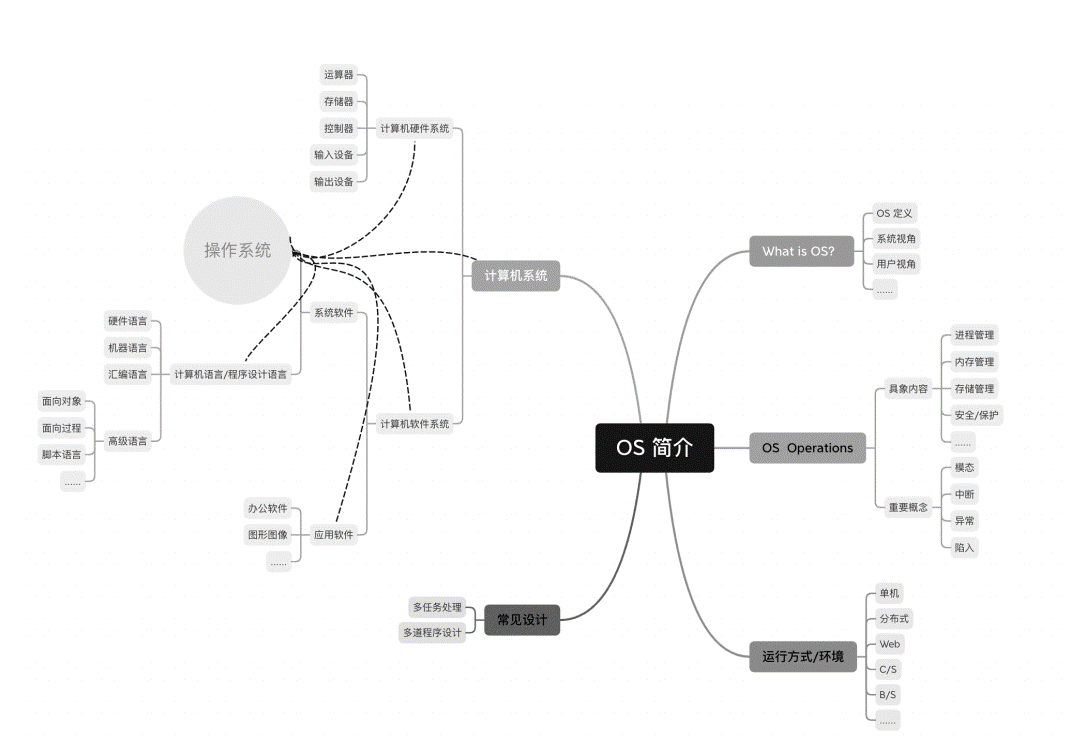 运算器
存储器
控制器
输入设备
输出设备
计算机硬件系统
操作系统
计算机系统
系统软件
硬件语言
机器语言
汇编语言
计算机语言/程序设计语言
面向对象
面向过程
脚本语言
......
高级语言
计算机软件系统
办公软件
图形图像
......
应用软件
多任务处理
多道程序设计
常见设计
OS 简介
What is OS?
OS 定义
系统视角
用户视角
......
OS Operations
具象内容
进程管理
内存管理
存储管理
安全/保护
......
重要概念
模态
中断
异常
陷入
运行方式/环境
单机
分布式
Web
C/S
B/S
......